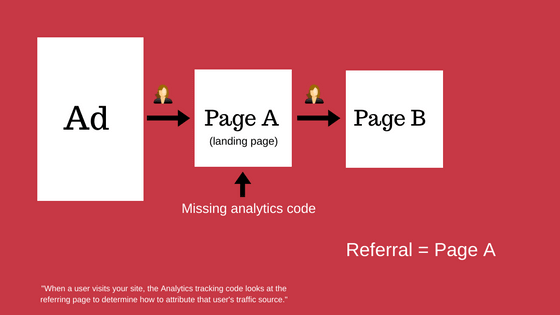 Ad
Page A
(landing page)
Page B
Missing analytics code
Referral = Page A
"When a user visits your site, the Analytics tracking code looks at the
referring page to determine how to attribute that user's traffic source."